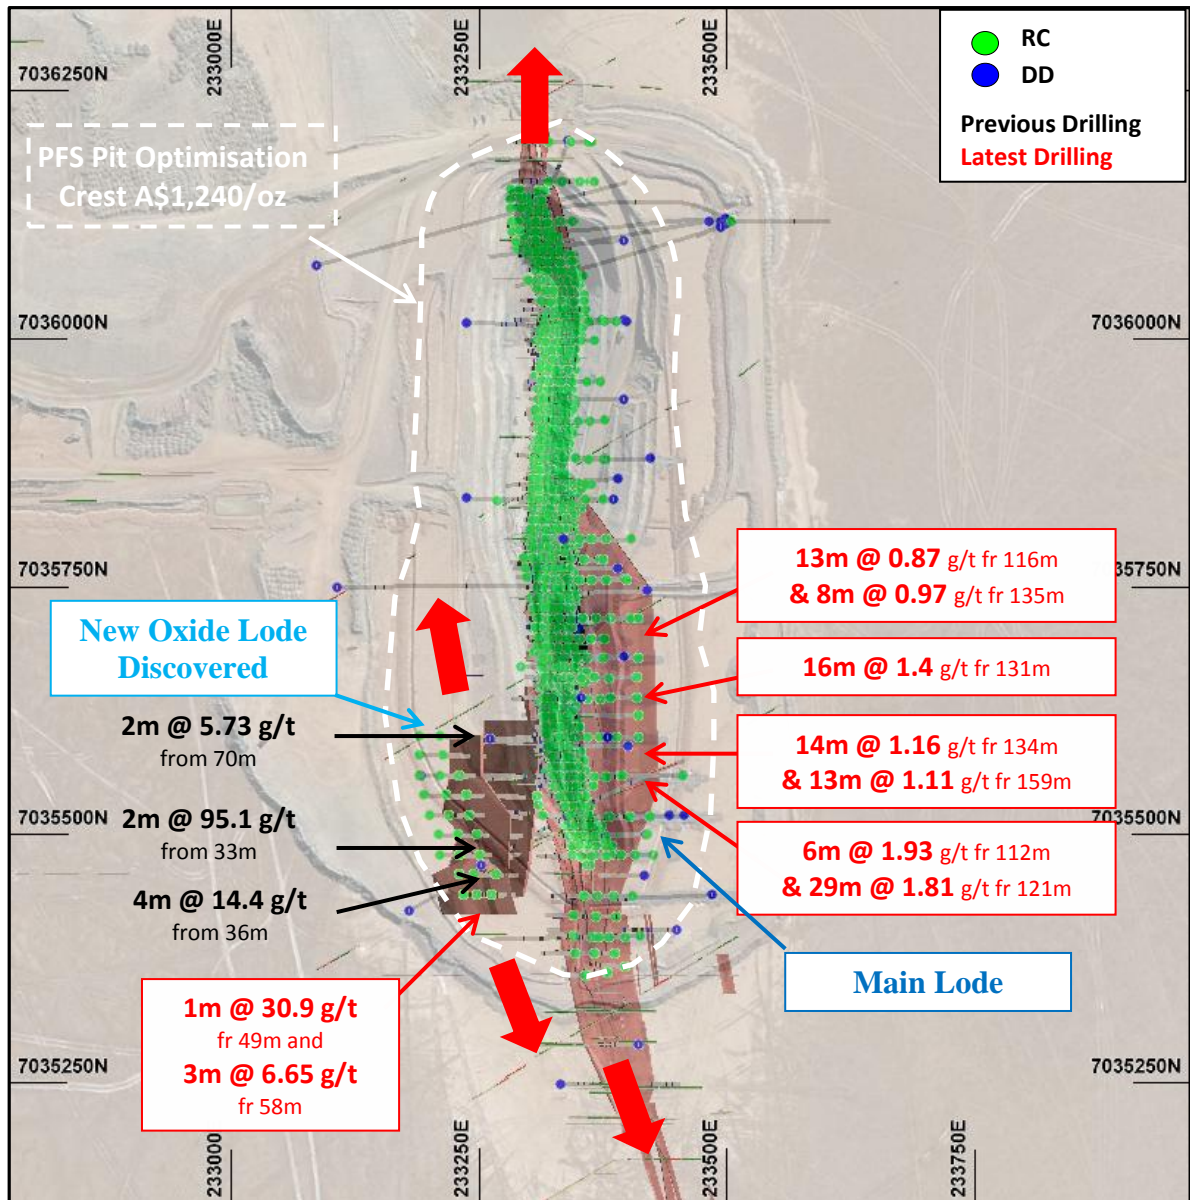 233000E
233250E
233500E
RC
DD
Previous Drilling
Latest Drilling
7036250N
PFS Pit Optimisation
Crest A$1,240/oz
7036000N
7036000N
7035750N
7035750N
13m @ 0.87 g/t fr 116m
& 8m @ 0.97 g/t fr 135m
New Oxide Lode
Discovered
16m @ 1.4 g/t fr 131m
2m @ 5.73 g/t
from 70m
14m @ 1.16 g/t fr 134m
& 13m @ 1.11 g/t fr 159m
7035500N
7035500N
2m @ 95.1 g/t
from 33m
6m @ 1.93 g/t fr 112m
& 29m @ 1.81 g/t fr 121m
4m @ 14.4 g/t
from 36m
Main Lode
1m @ 30.9 g/t
fr 49m and
3m @ 6.65 g/t
fr 58m
7035250N
7035250N
233000E
233250E
233500E
233750E